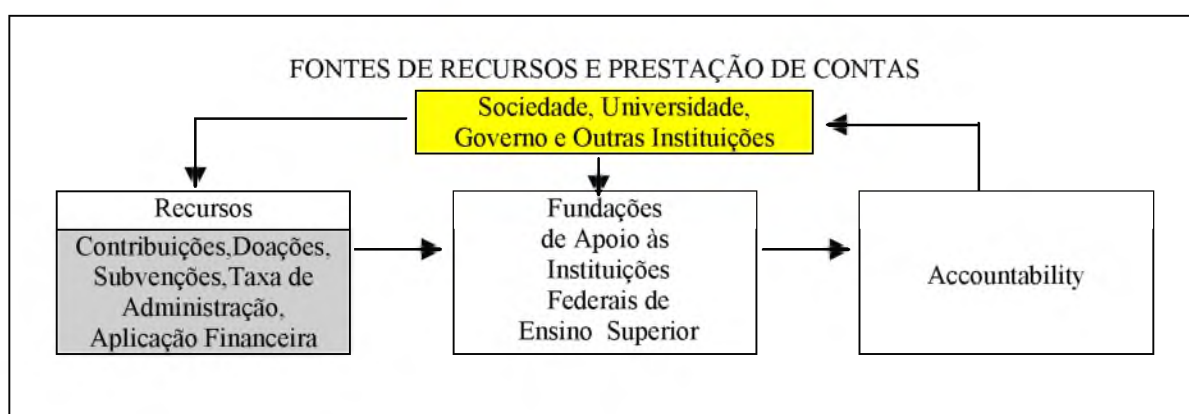 FONTES DE RECURSOS E PRESTAÇÃO DE CONTAS
Sociedade, Universidade,
Governo e Outras Instituições
Recursos
Contribuições,Doações,
Subvenções,Taxa de
Administração,
Aplicação Financeira
Fundações
de Apoio às
Instituições
Federais de
Ensino Superior
Accountability